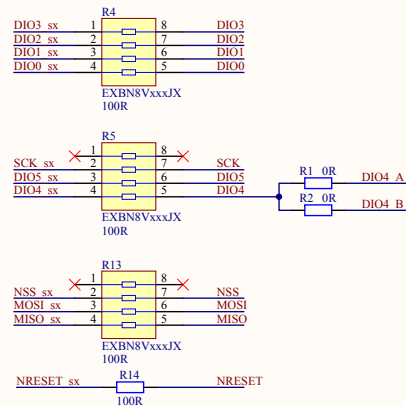 R4
DIO3_sx 1 8 DIO3
DIO2_sx 2 7 DIO2
DIO1_sx 3 6 DIO1
DIO0_sx 4 5 DIO0
EXBN8VxxxJX
100R
R5
1 8
SCK_sx 2 7 SCK
DIO5_sx 3 6 DIO5
DIO4_sx 4 5 DIO4
EXBN8VxxxJX
100R
R1 0R DIO4_A
R2 0R DIO4_B
R13
1 8
NSS_sx 2 7 NSS
MOSI_sx 3 6 MOSI
MISO_sx 4 5 MISO
EXBN8VxxxJX
100R
R14
NRESET_sx NRESET
100R